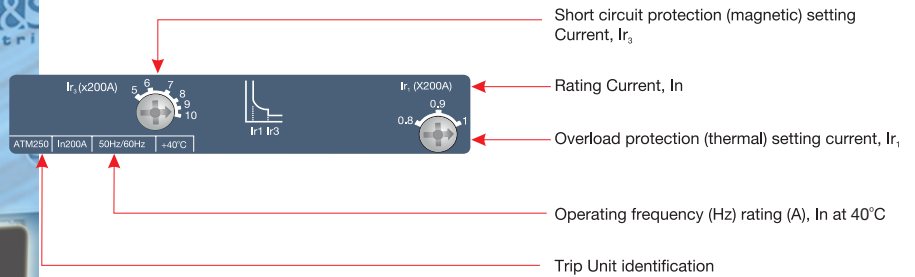 Short circuit protection (magnetic) setting
Current, Ir₃
Ir₃(x200A)
5 6 7 8 9 10
Ir1 Ir3
Ir₁ (X200A)
0.8 0.9 1
Rating Current, In
Overload protection (thermal) setting current, Ir₁
ATM250 In200A 50Hz/60Hz +40°C
Operating frequency (Hz) rating (A), In at 40°C
Trip Unit identification